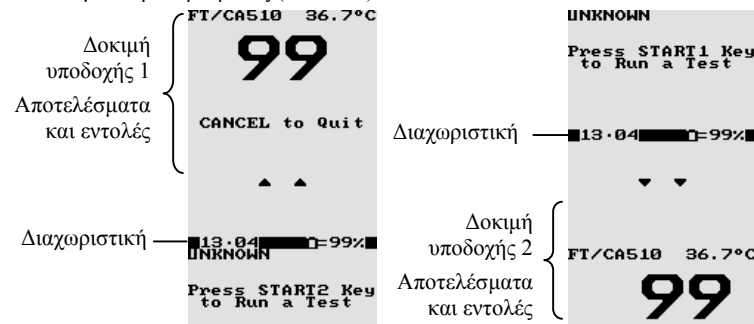 FT/CA510 36.7°C
99
CANCEL to Quit
13·04 =99%
UNKNOWN
Press START2 Key
to Run a Test
Δοκιμή
υποδοχής 1
Αποτελέσματα
και εντολές
Διαχωριστική
UNKNOWN
Press START1 Key
to Run a Test
13·04 =99%
FT/CA510 36.7°C
99
Διαχωριστική
Δοκιμή
υποδοχής 2
Αποτελέσματα
και εντολές